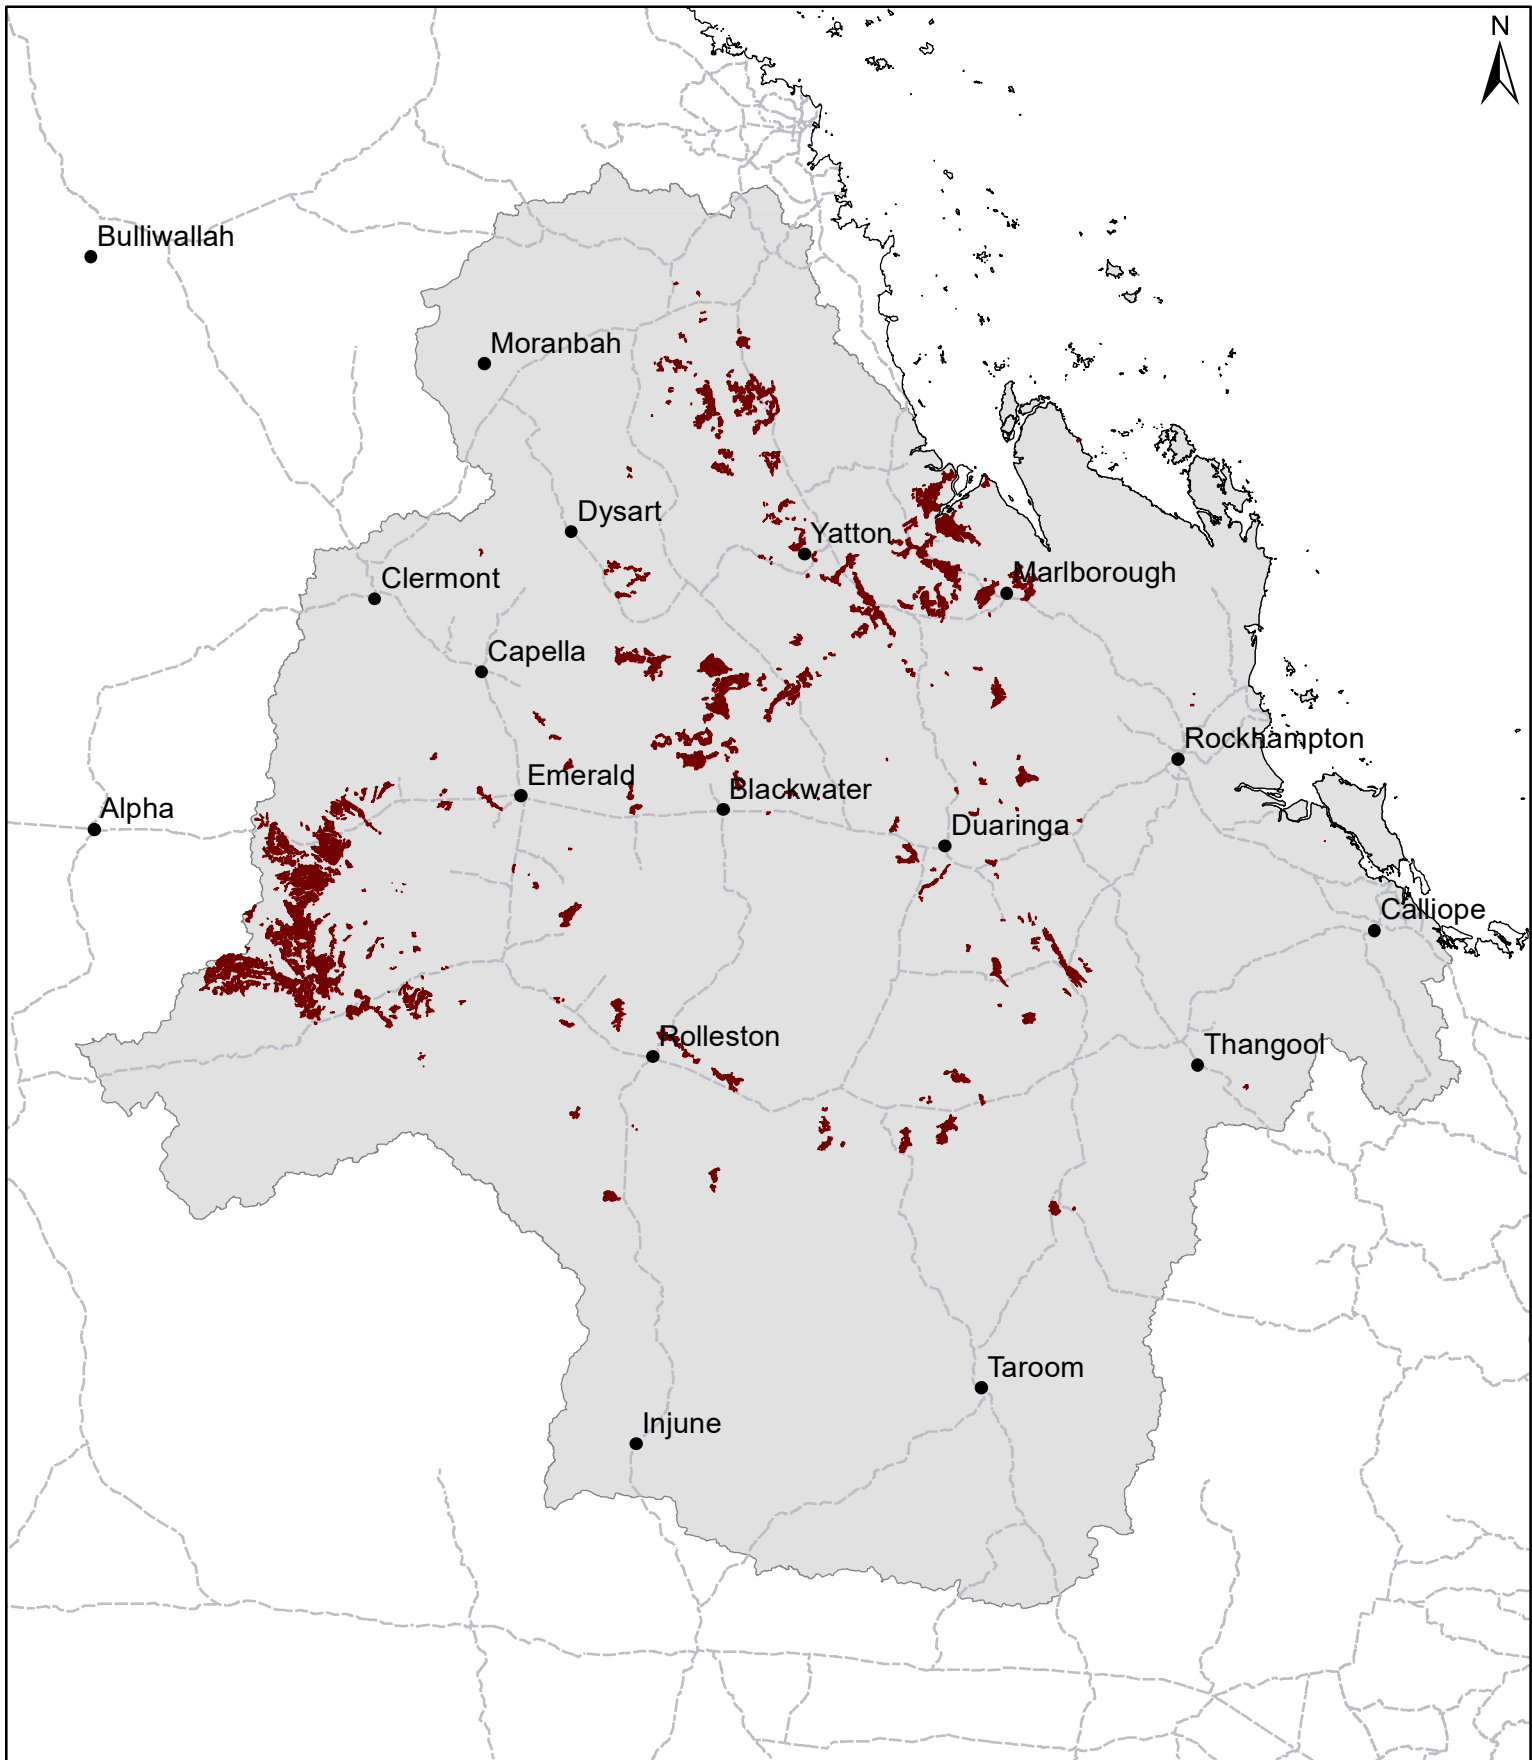 N
Bulliwallah
Moranbah
Dysart
Yatton
Clermont
Marlborough
Capella
Rockhampton
Emerald
Blackwater
Alpha
Duaringa
Calliope
Rolleston
Thangool
Taroom
Injune